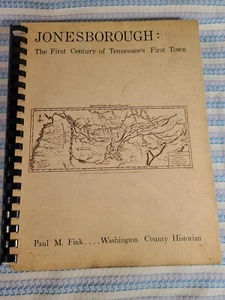 JONESBOROUGH:
The First Century of Tennessee's First Town
Paul M. Fink....Washington County Historian